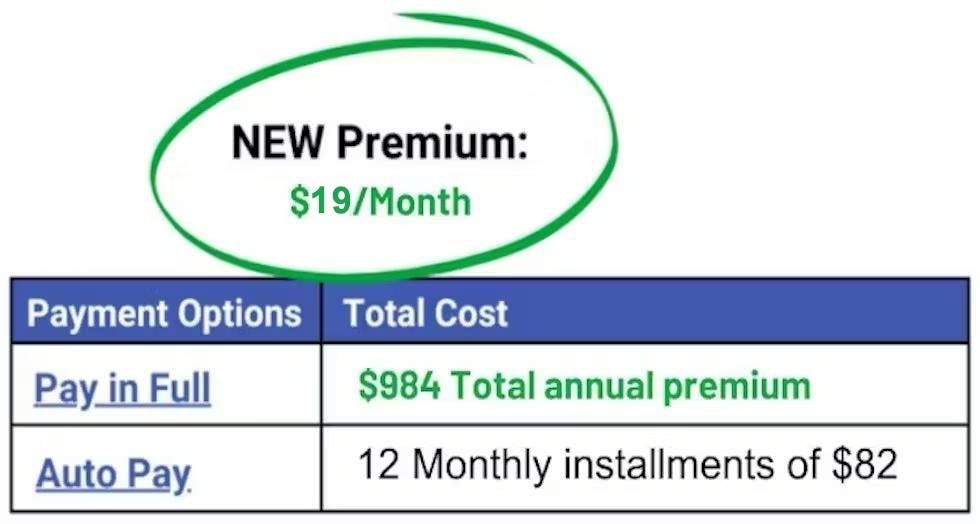 NEW Premium:
$19/Month
Payment Options Total Cost
Pay in Full $984 Total annual premium
Auto Pay 12 Monthly installments of $82